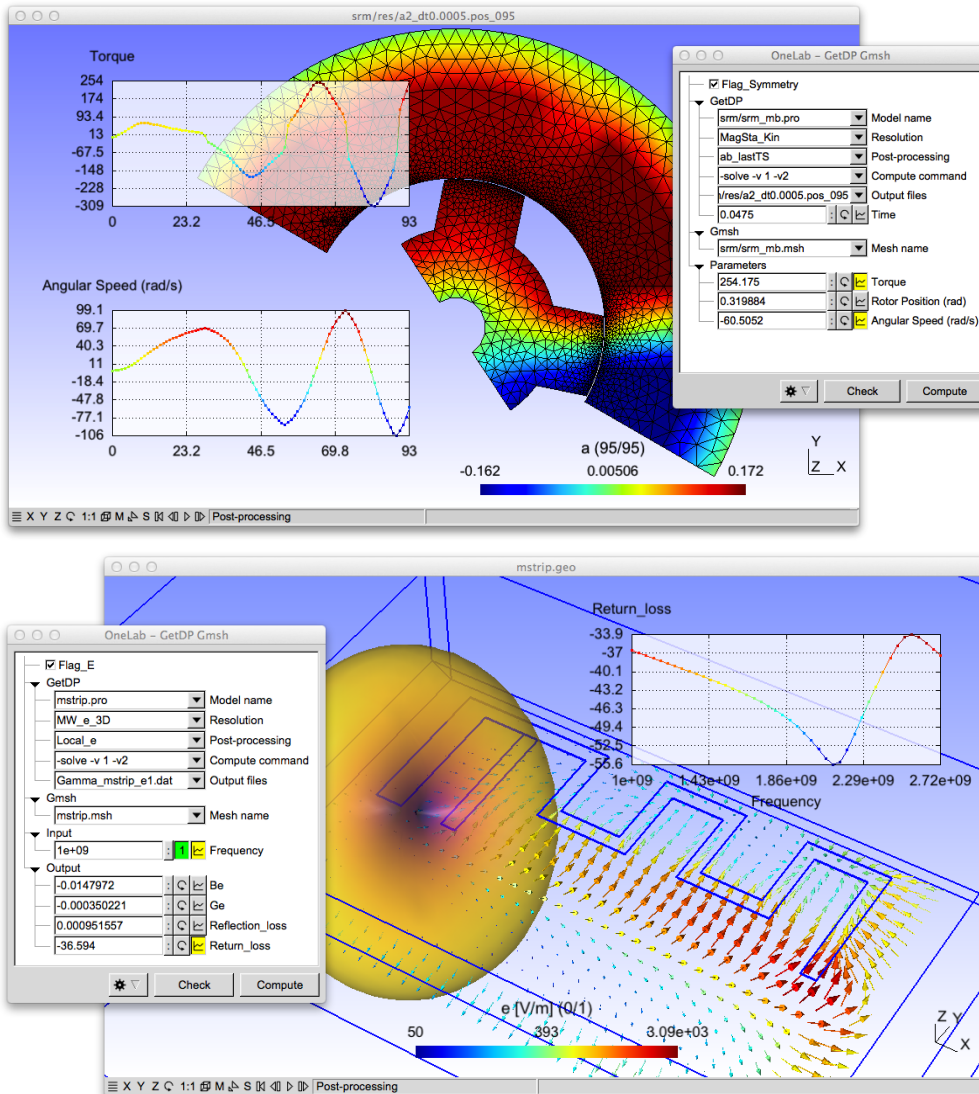 srm/res/a2_dt0.0005.pos_095
Torque
254
174
93.4
13
-67.5
-148
-228
-309
0 23.2 46.5 69.8 93
Angular Speed (rad/s)
99.1
69.7
40.3
11
-18.4
-47.8
-77.1
-106
0 23.2 46.5 69.8 93
a (95/95)
-0.162 0.00506 0.172
Y
Z X
X Y Z 1:1 M S Post-processing
OneLab - GetDP Gmsh
Flag_Symmetry
GetDP
srm/srm_mb.pro Model name
MagSta_Kin Resolution
ab_lastTS Post-processing
-solve -v 1 -v2 Compute command
/res/a2_dt0.0005.pos_095 Output files
0.0475 Time
Gmsh
srm/srm_mb.msh Mesh name
Parameters
254.175 Torque
0.319884 Rotor Position (rad)
-60.5052 Angular Speed (rad/s)
Check Compute
mstrip.geo
Return_loss
-33.9
-37
-40.1
-43.2
-46.3
-49.4
-52.5
-55.6
1e+09 1.43e+09 1.86e+09 2.29e+09 2.72e+09
Frequency
OneLab - GetDP Gmsh
Flag_E
GetDP
mstrip.pro Model name
MW_e_3D Resolution
Local_e Post-processing
-solve -v 1 -v2 Compute command
Gamma_mstrip_e1.dat Output files
Gmsh
mstrip.msh Mesh name
Input
1e+09 : 1 Frequency
Output
-0.0147972 Be
-0.000350221 Ge
0.000951557 Reflection_loss
-36.594 Return_loss
Check Compute
e [V/m] (0/1)
50 393 3.09e+03
Z Y
X
X Y Z 1:1 M S Post-processing